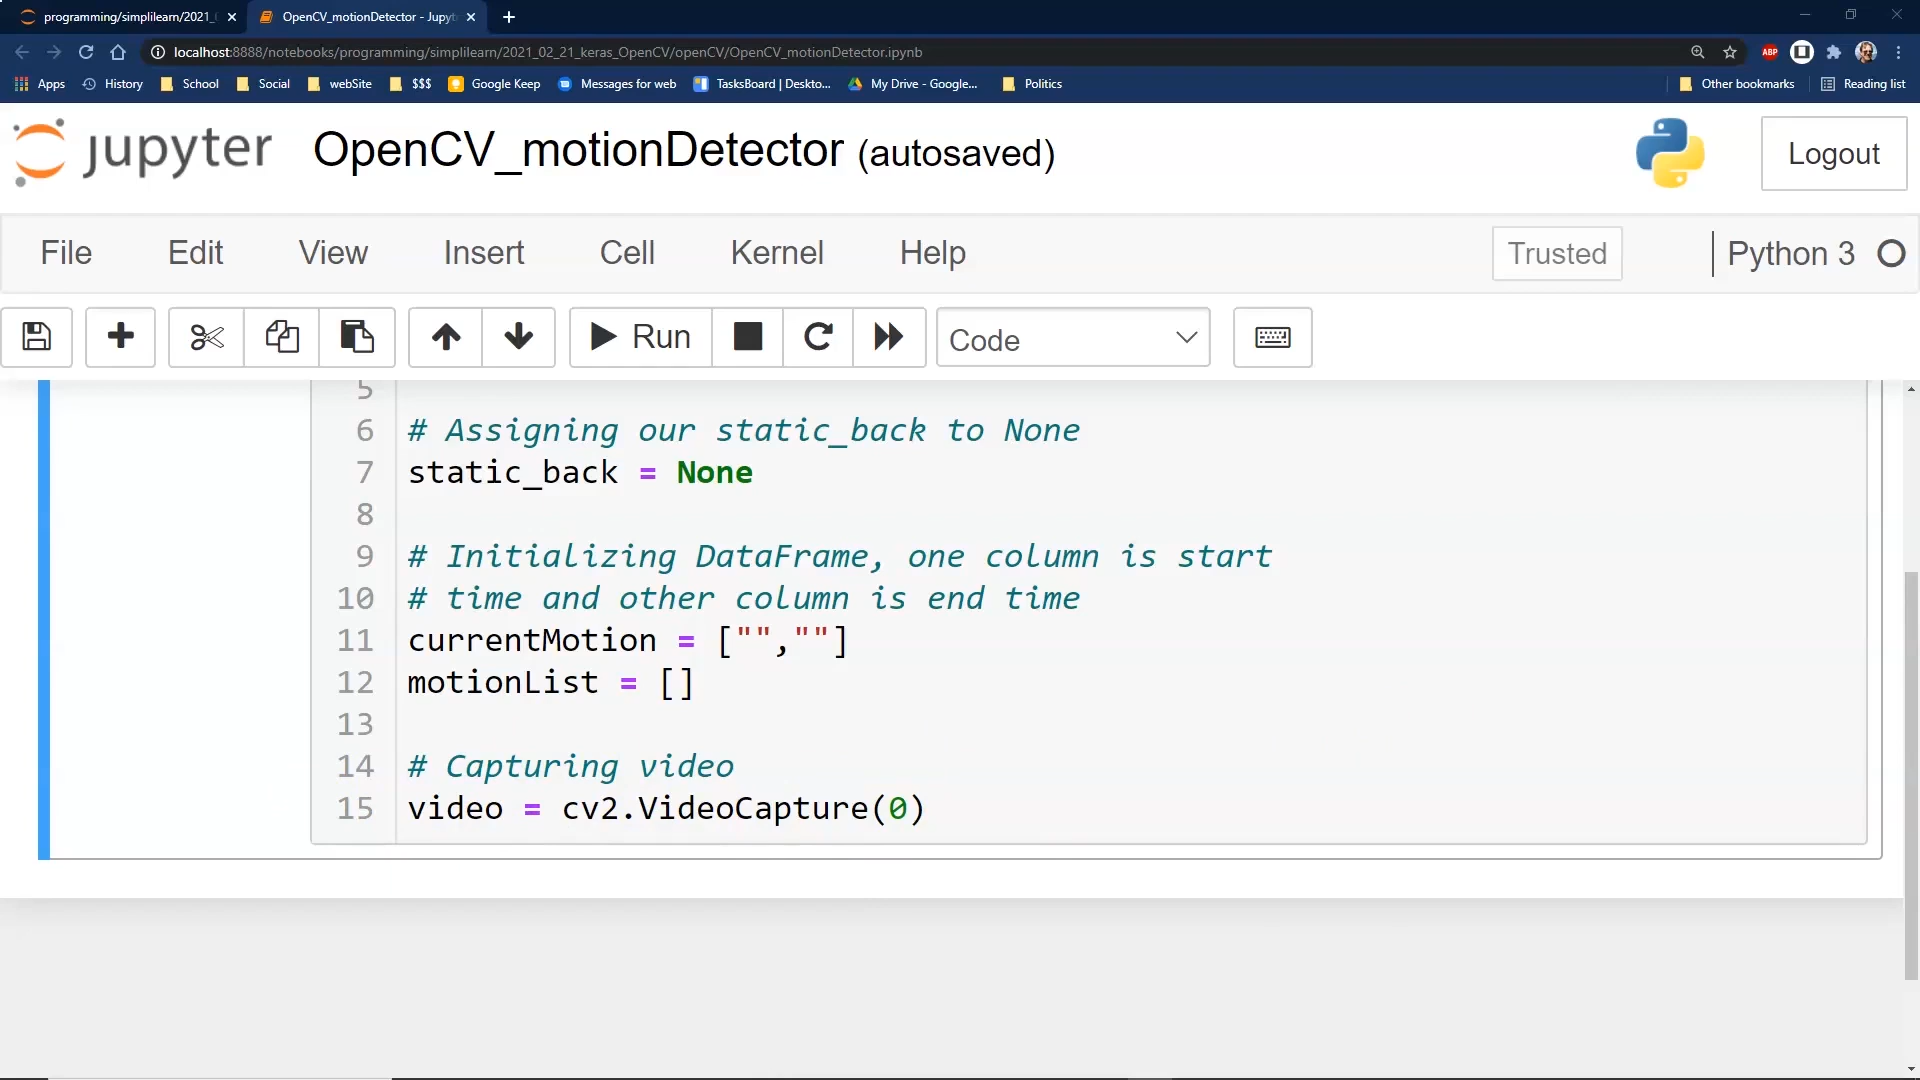 programming/simplilearn/2021_
OpenCV_motionDetector - Jupyt
localhost:8888/notebooks/programming/simplilearn/2021_02_21_keras_OpenCV/openCV/OpenCV_motionDetector.ipynb
ABP
Apps
History
School
Social
webSite
$$$
Google Keep
Messages for web
TasksBoard | Deskto...
My Drive - Google...
Politics
Other bookmarks
Reading list
jupyter OpenCV_motionDetector (autosaved)
Logout
File Edit View Insert Cell Kernel Help
Trusted
Python 3
Run
Code
5
6 # Assigning our static_back to None
7 static_back = None
8
9 # Initializing DataFrame, one column is start
10 # time and other column is end time
11 currentMotion = ["",""]
12 motionList = []
13
14 # Capturing video
15 video = cv2.VideoCapture(0)